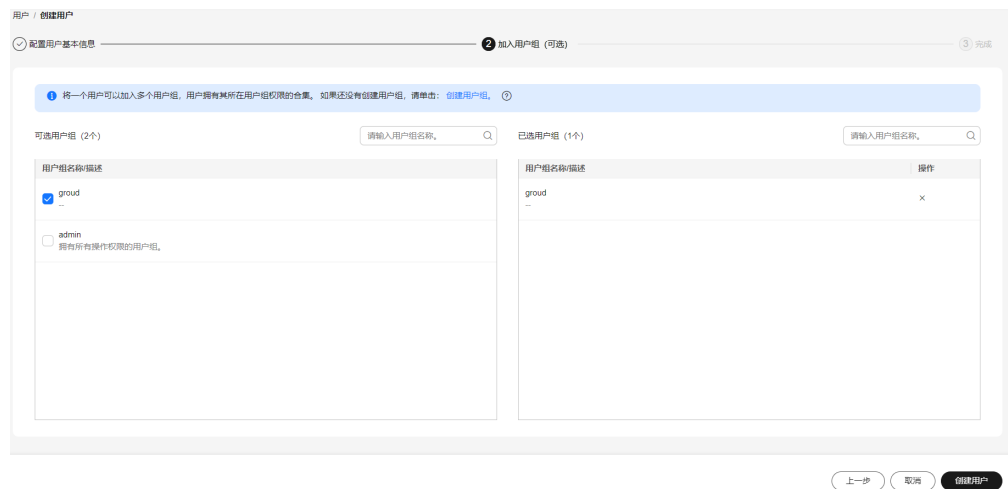 用户 / 创建用户
配置用户基本信息
2 加入用户组 (可选)
3 完成
将一个用户可以加入多个用户组，用户拥有其所在用户组权限的合集。如果还没有创建用户组，请单击：创建用户组。
可选用户组 (2个)
请输入用户组名称。
已选用户组 (1个)
请输入用户组名称。
用户组名称/描述
用户组名称/描述
操作
groud
--
groud
--
admin
拥有所有操作权限的用户组。
上一步
取消
创建用户